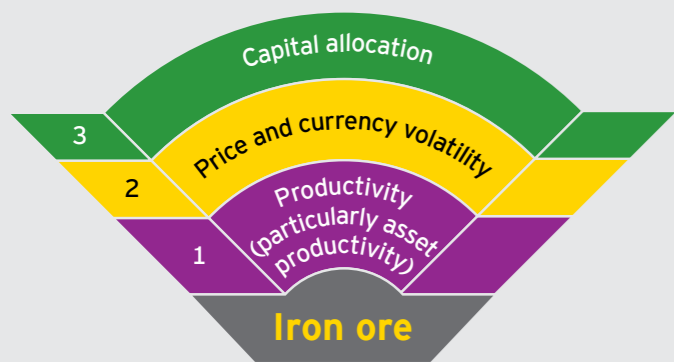 Capital allocation
3
Price and currency volatility
2
Productivity
(particularly asset
productivity)
1
Iron ore